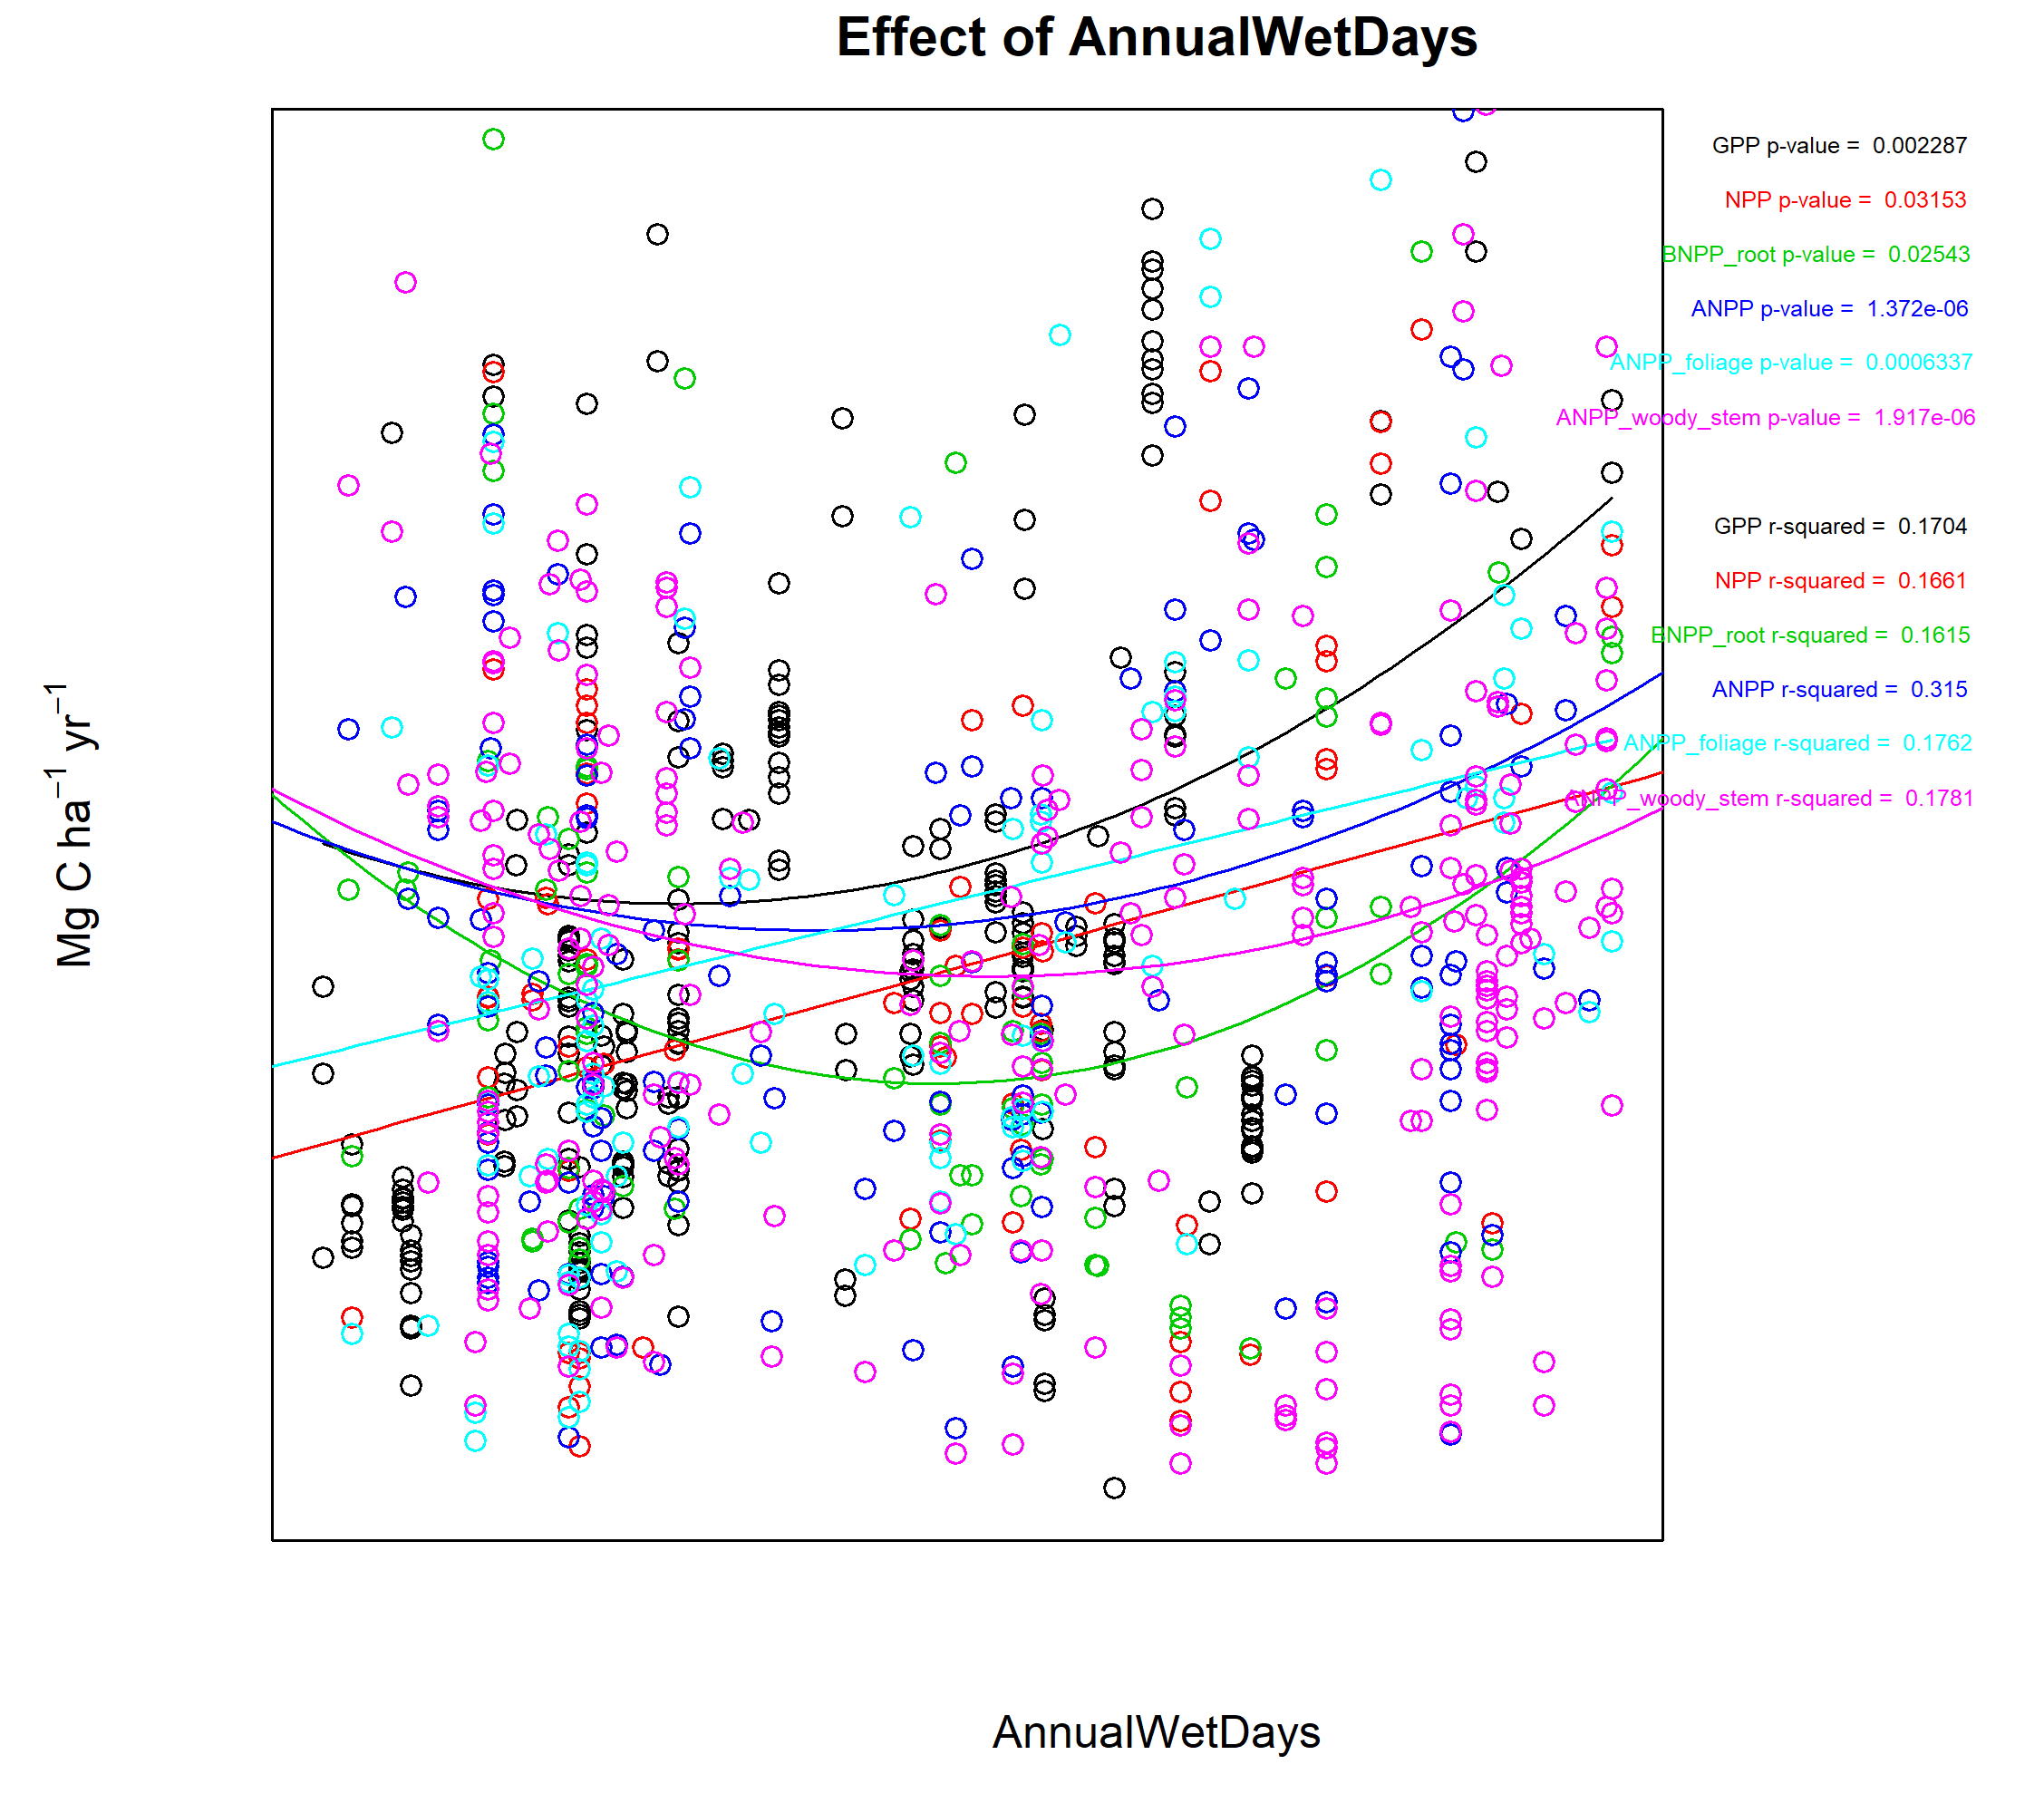 Effect of AnnualWetDays
GPP p-value = 0.002287
NPP p-value = 0.03153
BNPP_root p-value = 0.02543
ANPP p-value = 1.372e-06
ANPP_foliage p-value = 0.0006337
ANPP_woody_stem p-value = 1.917e-06
GPP r-squared = 0.1704
NPP r-squared = 0.1661
BNPP_root r-squared = 0.1615
ANPP r-squared = 0.315
ANPP_foliage r-squared = 0.1762
ANPP_woody_stem r-squared = 0.1781
Mg C ha⁻¹ yr⁻¹
AnnualWetDays